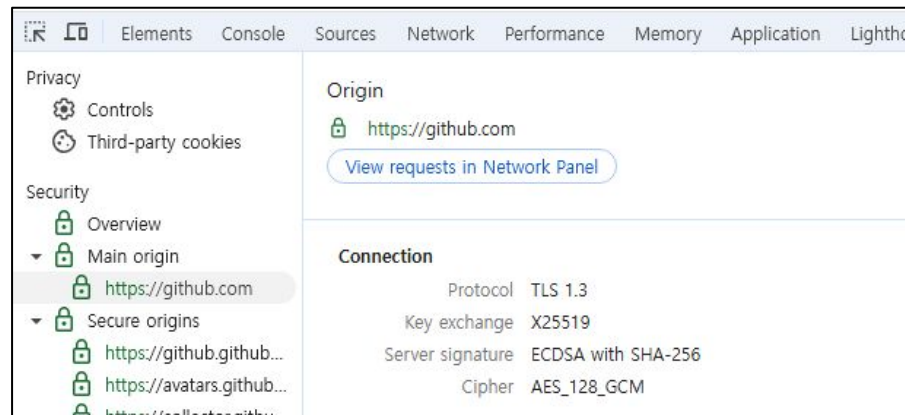 Elements Console Sources Network Performance Memory Application
Privacy
Controls
Third-party cookies
Security
Overview
Main origin
https://github.com
Secure origins
https://github.github...
https://avatars.github...
Origin
https://github.com
View requests in Network Panel
Connection
Protocol TLS 1.3
Key exchange X25519
Server signature ECDSA with SHA-256
Cipher AES_128_GCM